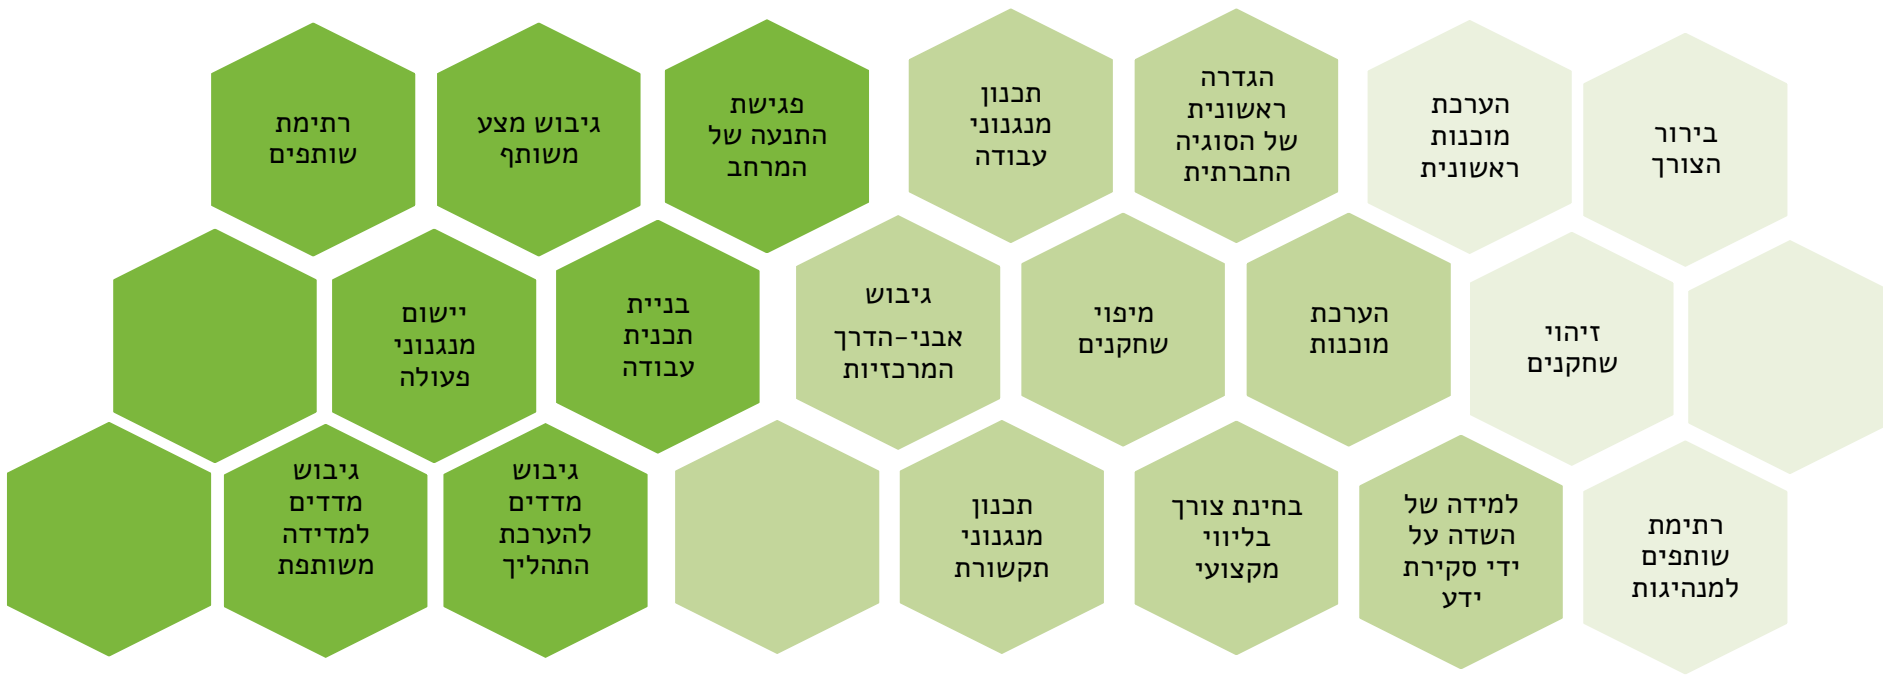 בירור
הצורך
הערכת
מוכנות
ראשונית
הגדרה
ראשונית
של הסוגיה
החברתית
תכנון
מנגנוני
עבודה
פגישת
התנעה של
המרחב
גיבוש מצע
משותף
רתימת
שותפים
זיהוי
שחקנים
הערכת
מוכנות
מיפוי
שחקנים
גיבוש
אבני-הדרך
המרכזיות
בניית
תכנית
עבודה
יישום
מנגנוני
פעולה
רתימת
שותפים
למנהיגות
למידה של
השדה על
ידי סקירת
ידע
בחינת צורך
בליווי
מקצועי
תכנון
מנגנוני
תקשורת
גיבוש
מדדים
להערכת
התהליך
גיבוש
מדדים
למדידה
משותפת